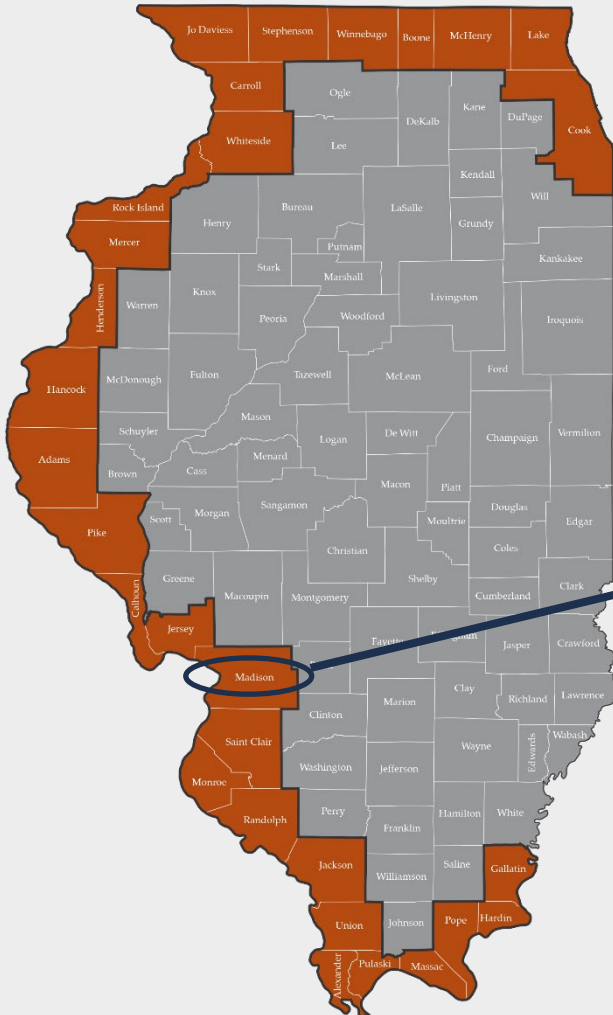 Jo Daviess
Stephenson
Winnebago
Boone
McHenry
Lake
Carroll
Ogle
DeKalb
Kane
DuPage
Cook
Whiteside
Lee
Kendall
Will
Rock Island
Henry
Bureau
LaSalle
Grundy
Mercer
Putnam
Kankakee
Stark
Marshall
Henderson
Warren
Knox
Peoria
Woodford
Livingston
Iroquois
Hancock
McDonough
Fulton
Tazewell
McLean
Ford
Mason
Schuyler
Logan
De Witt
Champaign
Vermilion
Adams
Brown
Cass
Menard
Macon
Piatt
Pike
Scott
Morgan
Sangamon
Moultrie
Douglas
Edgar
Christian
Coles
Calhoun
Greene
Macoupin
Montgomery
Shelby
Cumberland
Clark
Jersey
Fayette
Jasper
Crawford
Madison
Marion
Clay
Richland
Lawrence
Clinton
Saint Clair
Wayne
Edwards
Wabash
Washington
Jefferson
Monroe
Randolph
Perry
Hamilton
White
Franklin
Jackson
Williamson
Saline
Gallatin
Union
Johnson
Pope
Hardin
Alexander
Pulaski
Massac